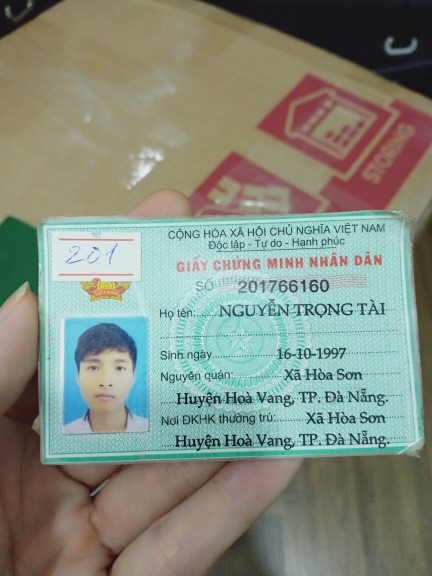 STORING
201
CỘNG HÒA XÃ HỘI CHỦ NGHĨA VIỆT NAM
Độc lập - Tự do - Hạnh phúc
GIẤY CHỨNG MINH NHÂN DÂN
SỐ 201766160
Họ tên: NGUYỄN TRỌNG TÀI
Sinh ngày 16-10-1997
Nguyên quán: Xã Hòa Sơn
Huyện Hoà Vang, TP. Đà Nẵng.
Nơi ĐKHK thường trú: Xã Hòa Sơn
Huyện Hoà Vang, TP. Đà Nẵng.